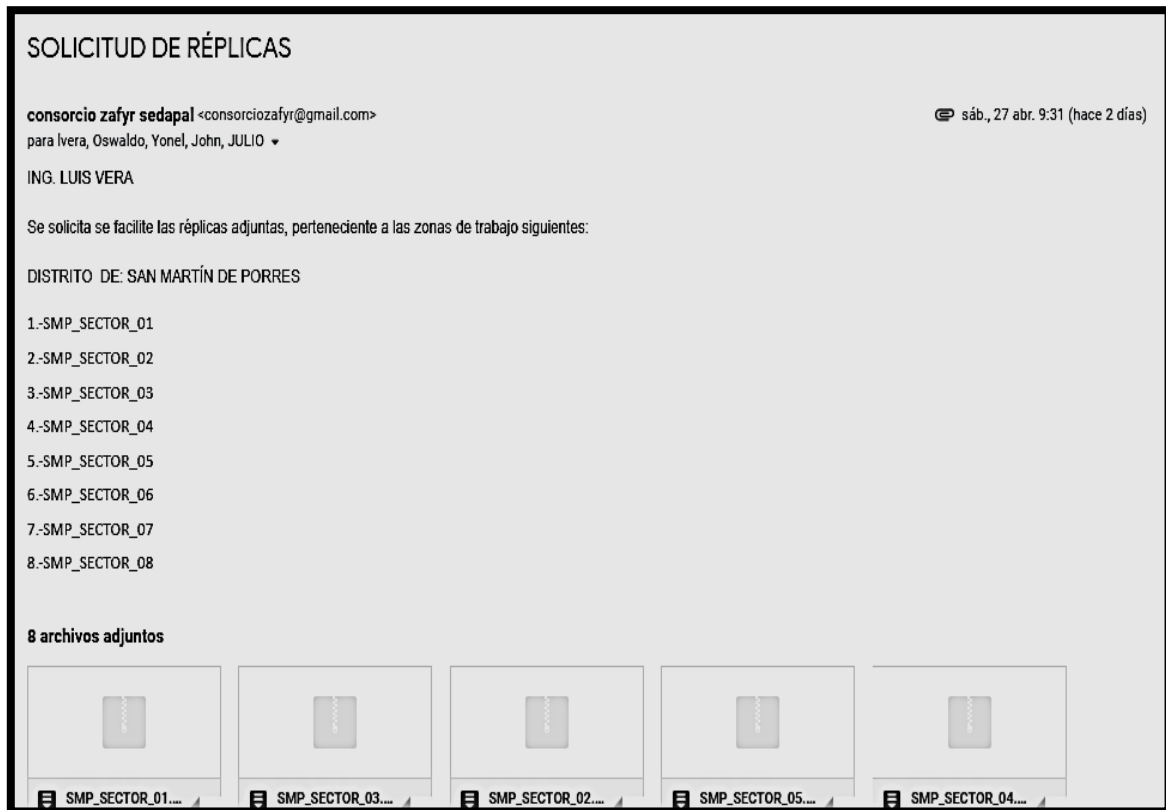 SOLICITUD DE RÉPLICAS
consorcio zafyr sedapal <consorciozafyr@gmail.com>
sáb., 27 abr. 9:31 (hace 2 días)
para lvera, Oswaldo, Yonel, John, JULIO
ING. LUIS VERA
Se solicita se facilite las réplicas adjuntas, perteneciente a las zonas de trabajo siguientes:
DISTRITO DE: SAN MARTÍN DE PORRES
1.-SMP_SECTOR_01
2.-SMP_SECTOR_02
3.-SMP_SECTOR_03
4.-SMP_SECTOR_04
5.-SMP_SECTOR_05
6.-SMP_SECTOR_06
7.-SMP_SECTOR_07
8.-SMP_SECTOR_08
8 archivos adjuntos
SMP_SECTOR_01.... SMP_SECTOR_03.... SMP_SECTOR_02.... SMP_SECTOR_05.... SMP_SECTOR_04....